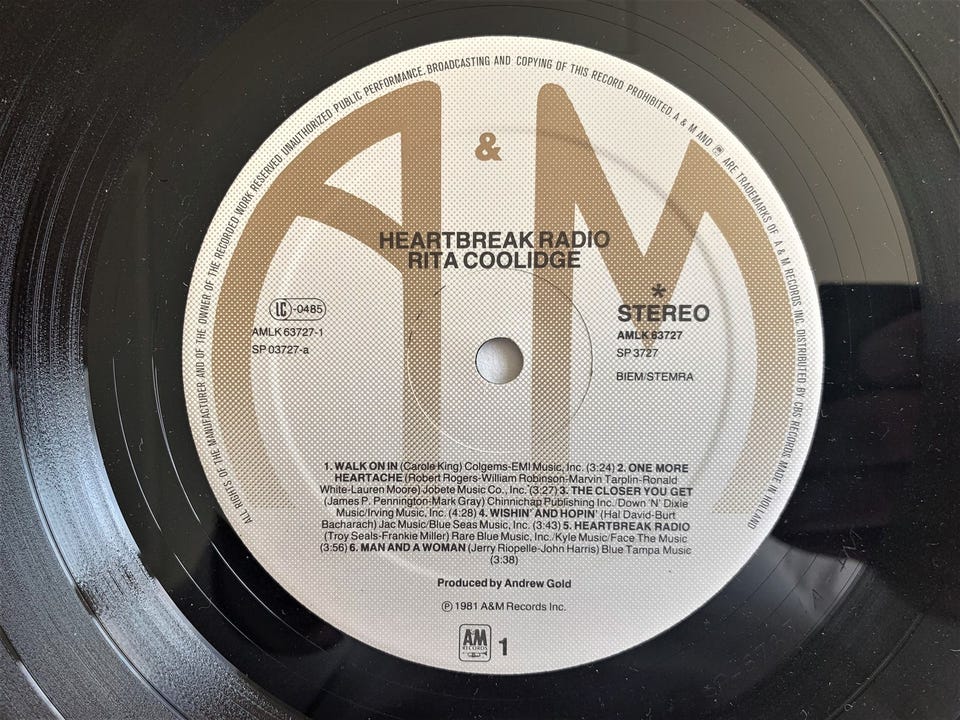 ALL RIGHTS OF THE MANUFACTURER AND OF THE OWNER OF THE RECORDED WORK RESERVED UNAUTHORIZED PUBLIC PERFORMANCE, BROADCASTING AND COPYING OF THIS RECORD PROHIBITED A & M AND ARE TRADEMARKS OF A & M RECORDS INC. DISTRIBUTED BY CBS RECORDS MADE IN HOLLAND
A & M
HEARTBREAK RADIO
RITA COOLIDGE
LC-0485
AMLK 63727-1
SP 03727-a
*
STEREO
AMLK 63727
SP 3727
BIEM/STEMRA
1. WALK ON IN (Carole King) Colgems-EMI Music, Inc. (3:24) 2. ONE MORE
HEARTACHE (Robert Rogers-William Robinson-Marvin Tarplin-Ronald
White-Lauren Moore) Jobete Music Co., Inc. (3:27) 3. THE CLOSER YOU GET
(James P. Pennington-Mark Gray) Chinnichap Publishing Inc./Down 'N' Dixie
Music/Irving Music, Inc. (4:28) 4. WISHIN' AND HOPIN' (Hal David-Burt
Bacharach) Jac Music/Blue Seas Music, Inc. (3:43) 5. HEARTBREAK RADIO
(Troy Seals-Frankie Miller) Rare Blue Music, Inc./Kyle Music/Face The Music
(3:56) 6. MAN AND A WOMAN (Jerry Riopelle-John Harris) Blue Tampa Music
(3:38)
Produced by Andrew Gold
℗ 1981 A&M Records Inc.
A&M
RECORDS
1